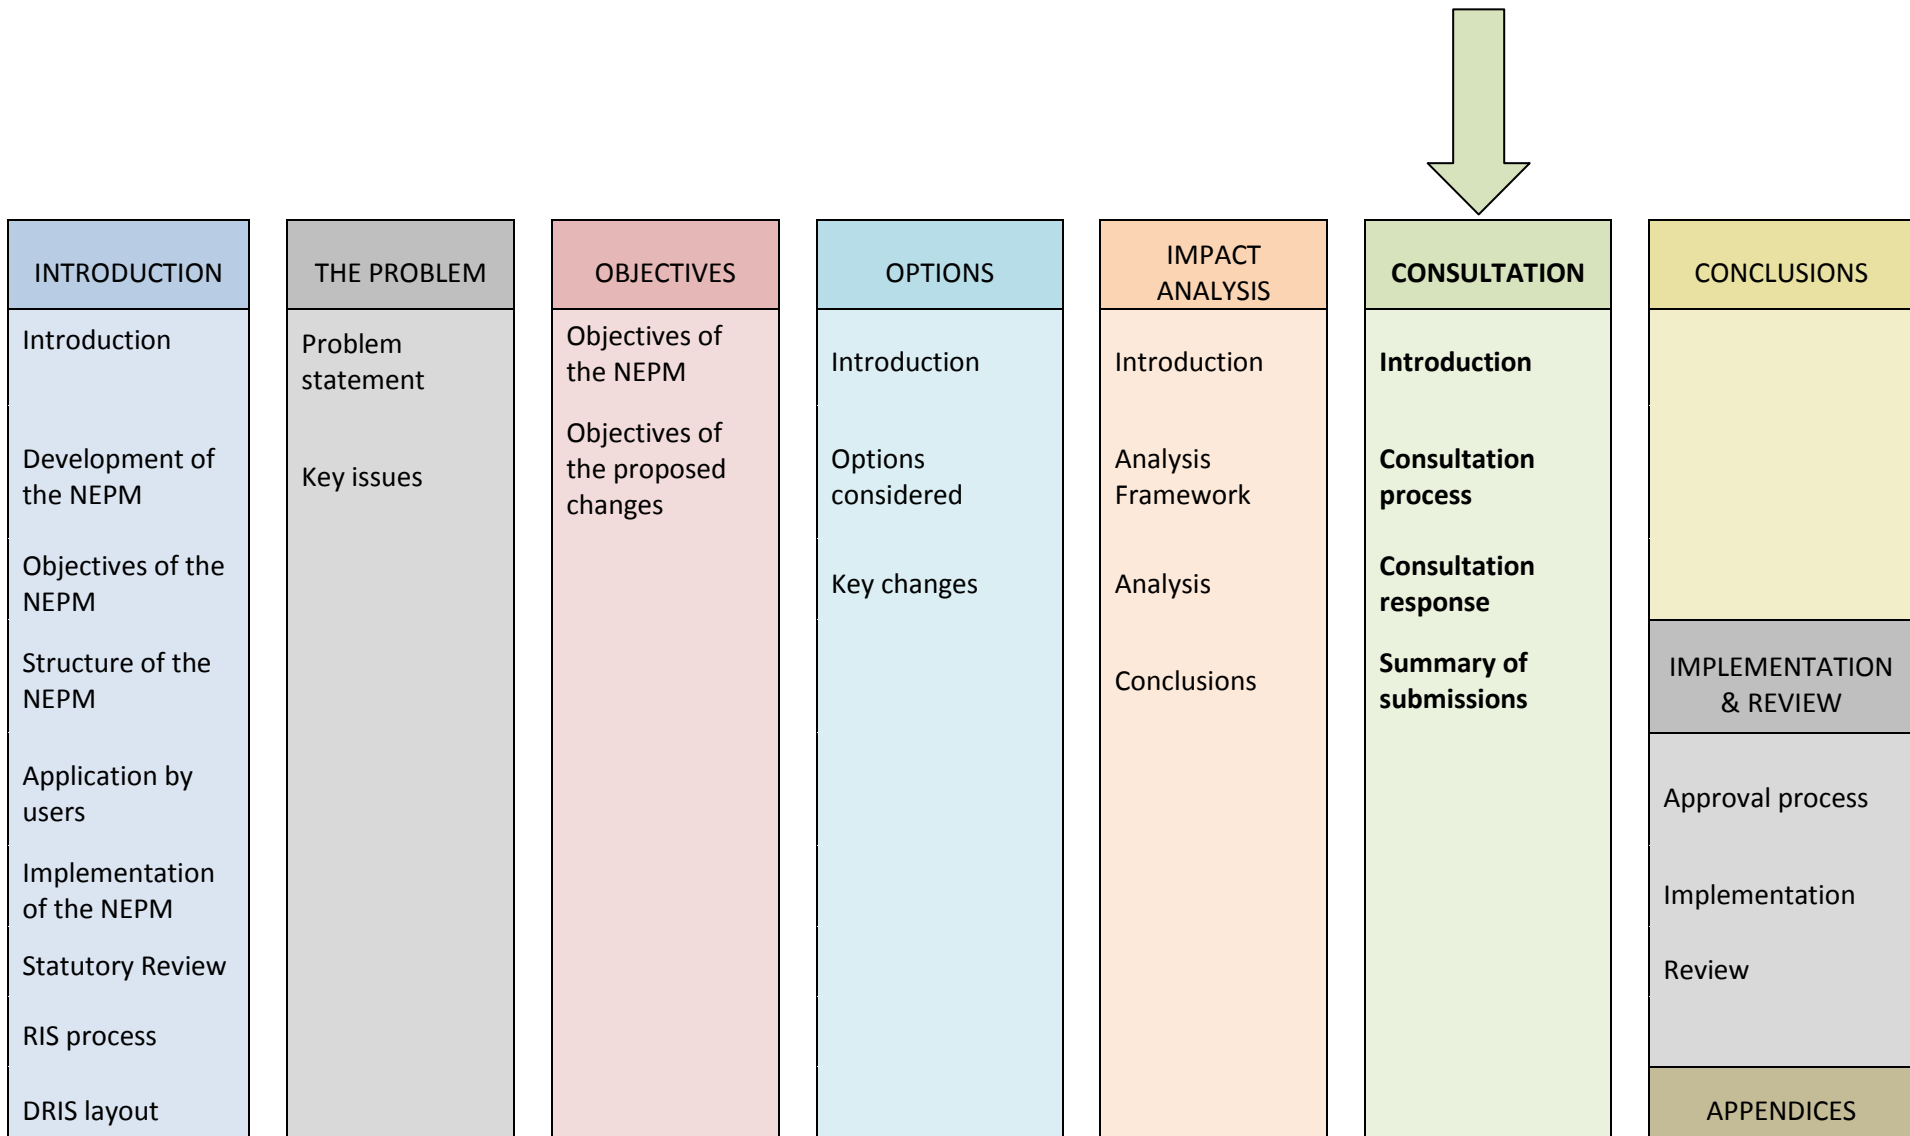 INTRODUCTION
Introduction
Development of
the NEPM
Objectives of the
NEPM
Structure of the
NEPM
Application by
users
Implementation
of the NEPM
Statutory Review
RIS process
DRIS layout
THE PROBLEM
Problem
statement
Key issues
OBJECTIVES
Objectives of
the NEPM
Objectives of
the proposed
changes
OPTIONS
Introduction
Options
considered
Key changes
IMPACT
ANALYSIS
Introduction
Analysis
Framework
Analysis
Conclusions
CONSULTATION
Introduction
Consultation
process
Consultation
response
Summary of
submissions
CONCLUSIONS
IMPLEMENTATION
& REVIEW
Approval process
Implementation
Review
APPENDICES